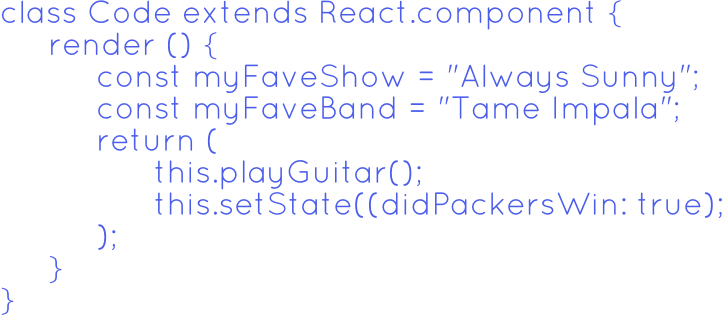 class Code extends React.component {
render () {
const myFaveShow = "Always Sunny";
const myFaveBand = "Tame Impala";
return (
this.playGuitar();
this.setState((didPackersWin: true);
);
}
}